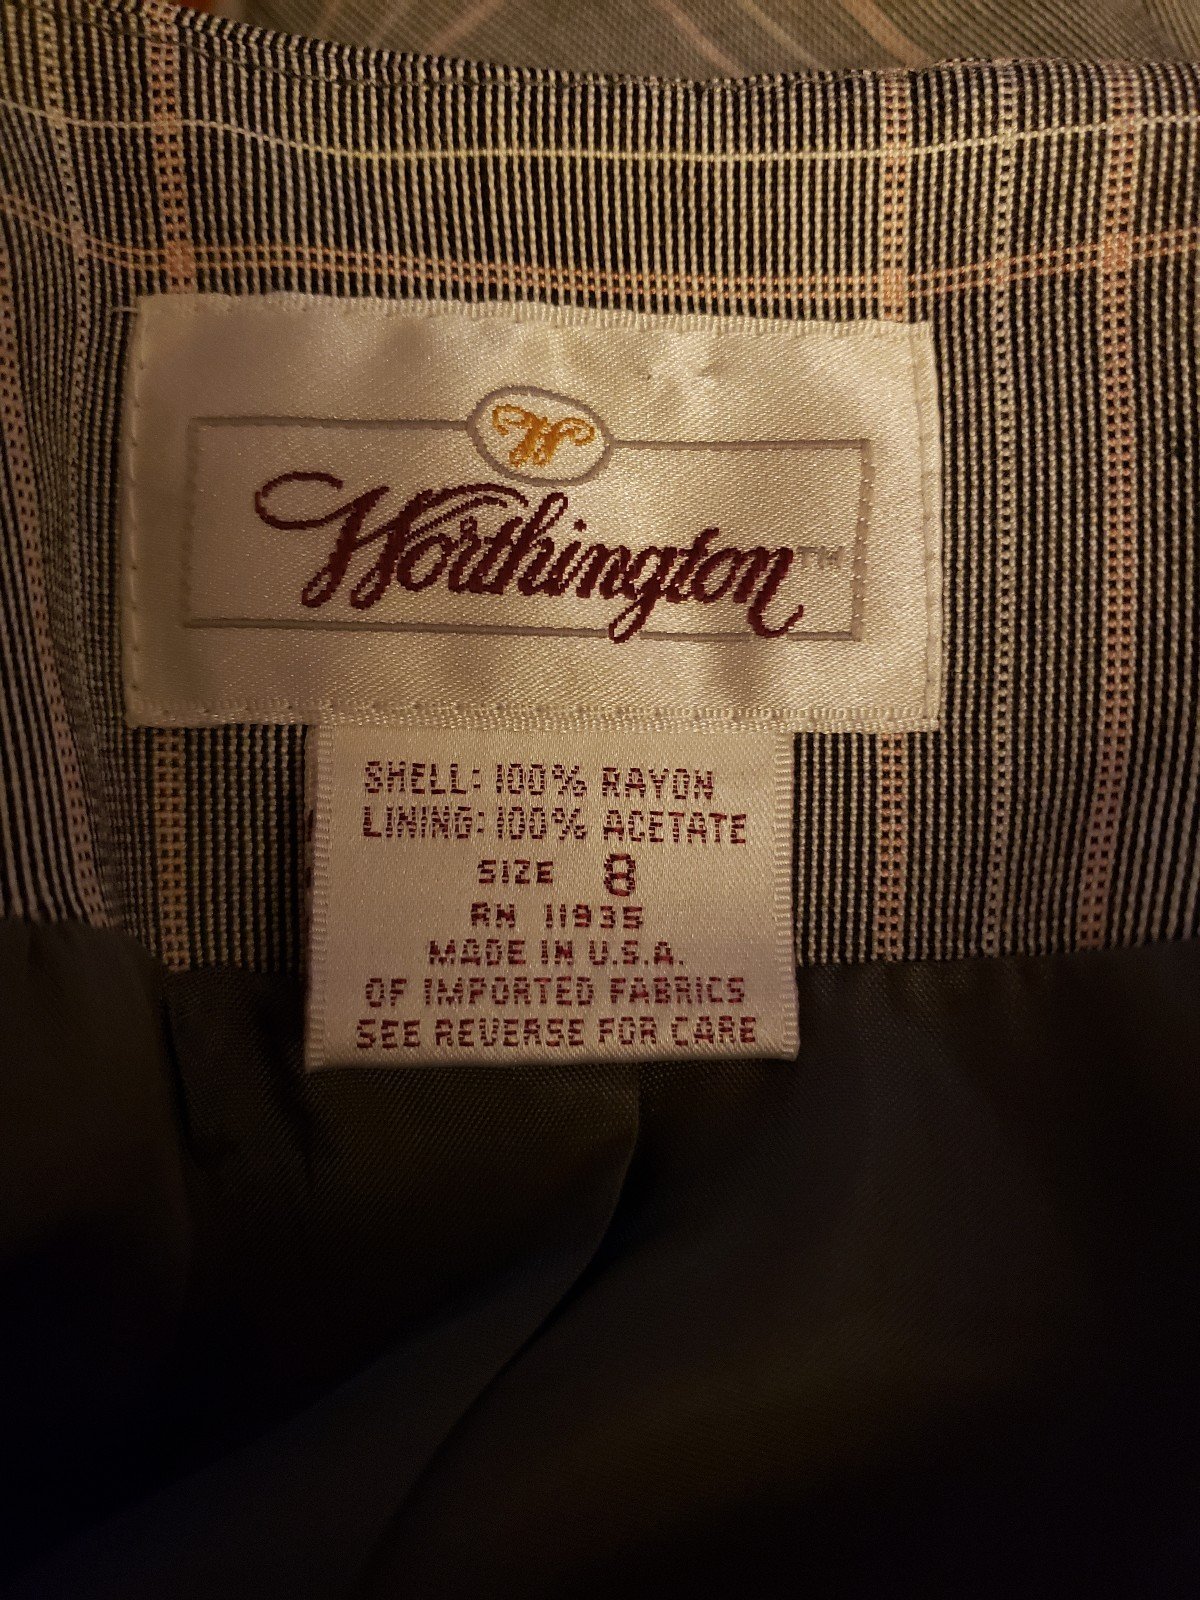 W
Worthington™
SHELL: 100% RAYON
LINING: 100% ACETATE
SIZE 8
RN 11935
MADE IN U.S.A.
OF IMPORTED FABRICS
SEE REVERSE FOR CARE